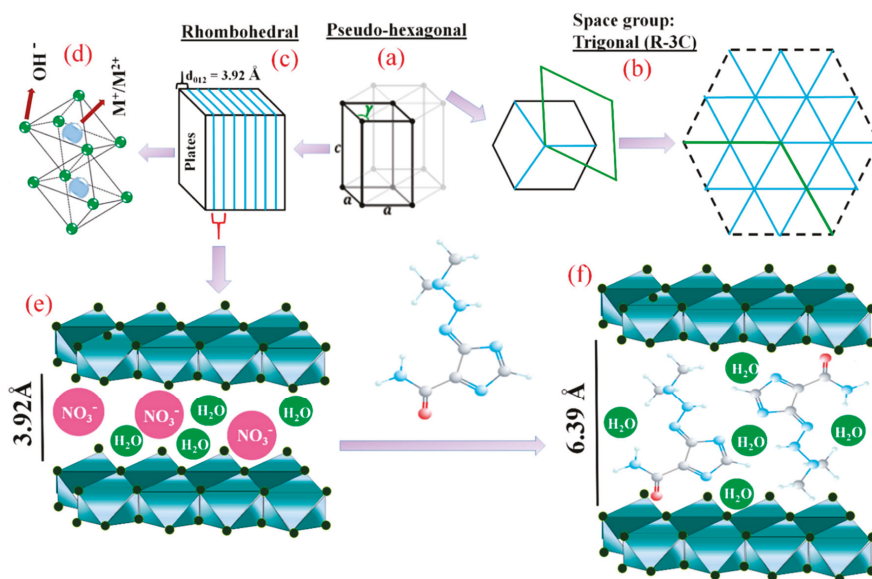 Rhombohedral
Pseudo-hexagonal
Space group:
Trigonal (R-3C)
(d)
(c)
(a)
(b)
OH⁻
M⁺/M²⁺
d₀₁₂ = 3.92 Å
Plates
γ
c
a
a
(e)
(f)
3.92Å
NO₃⁻
NO₃⁻
H₂O
H₂O
H₂O
H₂O
NO₃⁻
6.39 Å
H₂O
H₂O
H₂O
H₂O
H₂O